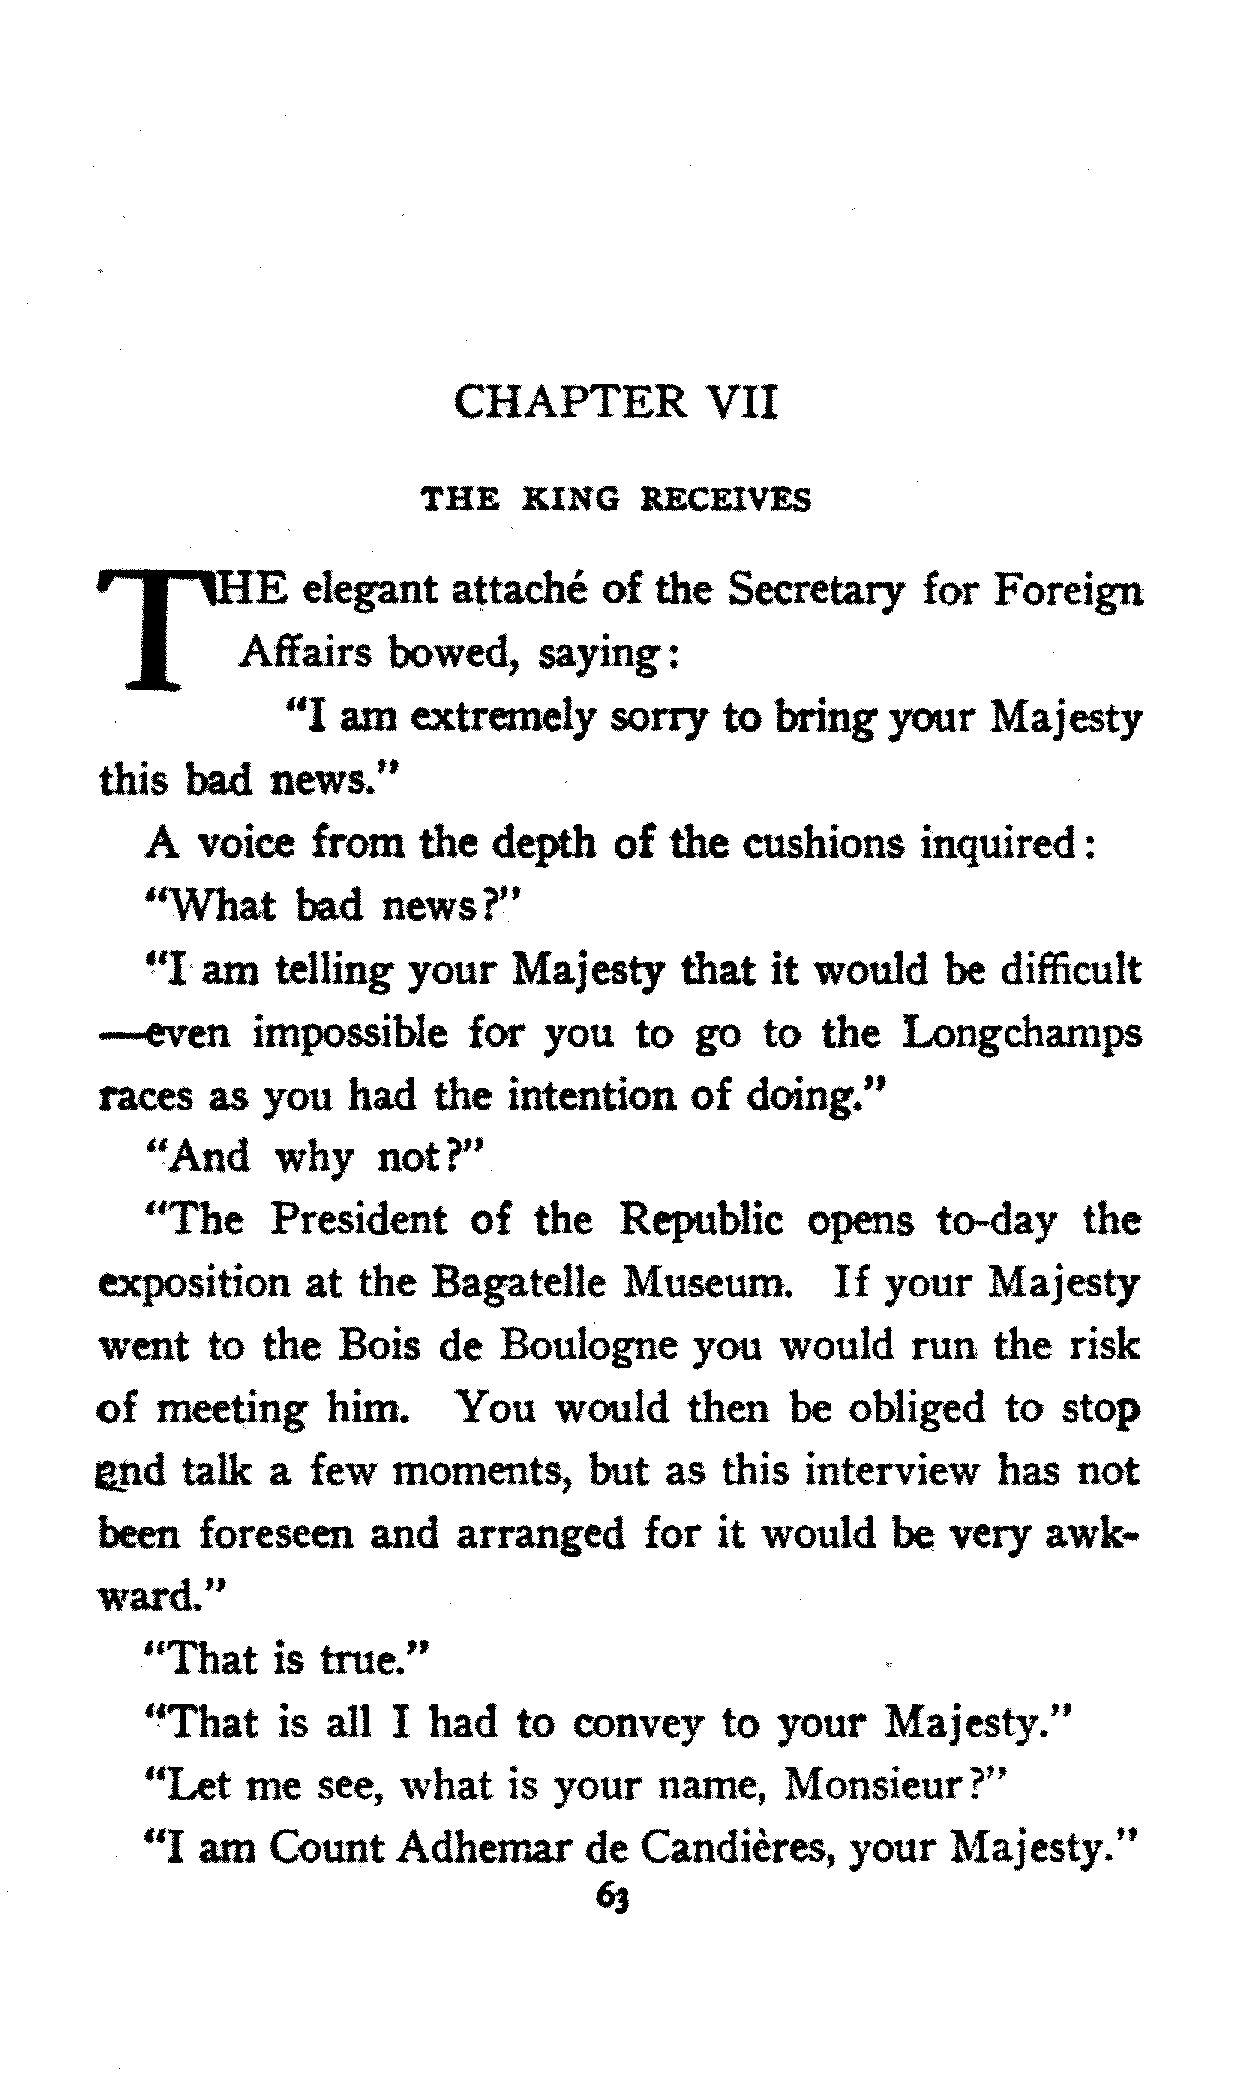 CHAPTER VII
THE KING RECEIVES
THE elegant attaché of the Secretary for Foreign
Affairs bowed, saying:
"I am extremely sorry to bring your Majesty
this bad news."
A voice from the depth of the cushions inquired:
"What bad news?"
"I am telling your Majesty that it would be difficult
—even impossible for you to go to the Longchamps
races as you had the intention of doing."
"And why not?"
"The President of the Republic opens to-day the
exposition at the Bagatelle Museum. If your Majesty
went to the Bois de Boulogne you would run the risk
of meeting him. You would then be obliged to stop
and talk a few moments, but as this interview has not
been foreseen and arranged for it would be very awk-
ward."
"That is true."
"That is all I had to convey to your Majesty."
"Let me see, what is your name, Monsieur?"
"I am Count Adhemar de Candières, your Majesty."
63